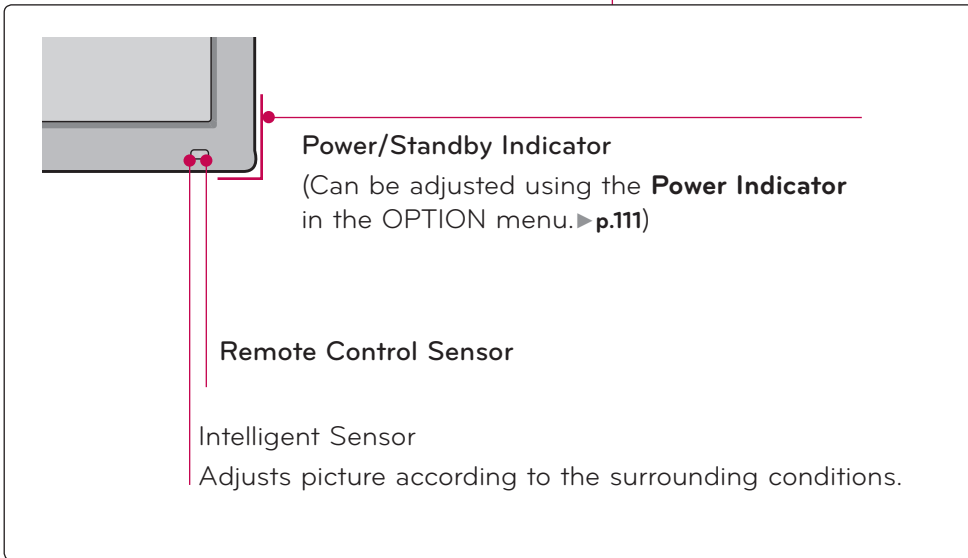 Power/Standby Indicator
(Can be adjusted using the Power Indicator
in the OPTION menu.►p.111)
Remote Control Sensor
Intelligent Sensor
Adjusts picture according to the surrounding conditions.